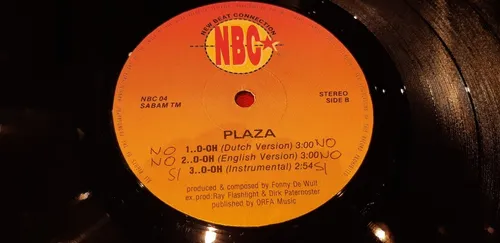 NEW BEAT CONNECTION
NBC
NBC 04
SABAM TM
STEREO
SIDE B
PLAZA
NO 1..O-OH (Dutch Version) 3:00 NO
NO 2..O-OH (English Version) 3:00 NO
SI 3..O-OH (Instrumental) 2:54 SI
produced & composed by Fonny De Wulf
ex. prod: Ray Flashlight & Dirk Paternoster
published by DRFA Music